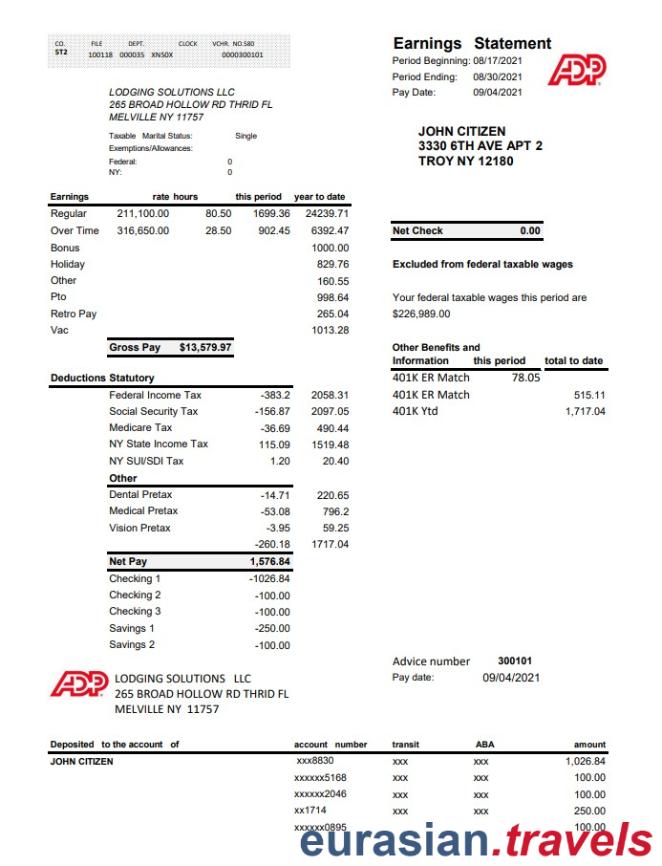 CO. FILE DEPT. CLOCK VCHR. NO.580
ST2 100118 000035 XN50X 0000300101
Earnings Statement
Period Beginning: 08/17/2021
Period Ending: 08/30/2021
Pay Date: 09/04/2021
ADP
LODGING SOLUTIONS LLC
265 BROAD HOLLOW RD THRID FL
MELVILLE NY 11757
Taxable Marital Status: Single
Exemptions/Allowances:
Federal: 0
NY: 0
JOHN CITIZEN
3330 6TH AVE APT 2
TROY NY 12180
Earnings rate hours this period year to date
Regular 211,100.00 80.50 1699.36 24239.71
Over Time 316,650.00 28.50 902.45 6392.47
Bonus 1000.00
Holiday 829.76
Other 160.55
Pto 998.64
Retro Pay 265.04
Vac 1013.28
Gross Pay $13,579.97
Net Check 0.00
Excluded from federal taxable wages
Your federal taxable wages this period are
$226,989.00
Other Benefits and
Information this period total to date
401K ER Match 78.05
401K ER Match 515.11
401K Ytd 1,717.04
Deductions Statutory
Federal Income Tax -383.2 2058.31
Social Security Tax -156.87 2097.05
Medicare Tax -36.69 490.44
NY State Income Tax 115.09 1519.48
NY SUI/SDI Tax 1.20 20.40
Other
Dental Pretax -14.71 220.65
Medical Pretax -53.08 796.2
Vision Pretax -3.95 59.25
-260.18 1717.04
Net Pay 1,576.84
Checking 1 -1026.84
Checking 2 -100.00
Checking 3 -100.00
Savings 1 -250.00
Savings 2 -100.00
ADP
LODGING SOLUTIONS LLC
265 BROAD HOLLOW RD THRID FL
MELVILLE NY 11757
Advice number 300101
Pay date: 09/04/2021
Deposited to the account of account number transit ABA amount
JOHN CITIZEN xxx8830 xxx xxx 1,026.84
xxxxxx5168 xxx xxx 100.00
xxxxxx2046 xxx xxx 100.00
xx1714 xxx xxx 250.00
xxxxxx0895 100.00
eurasian.travels